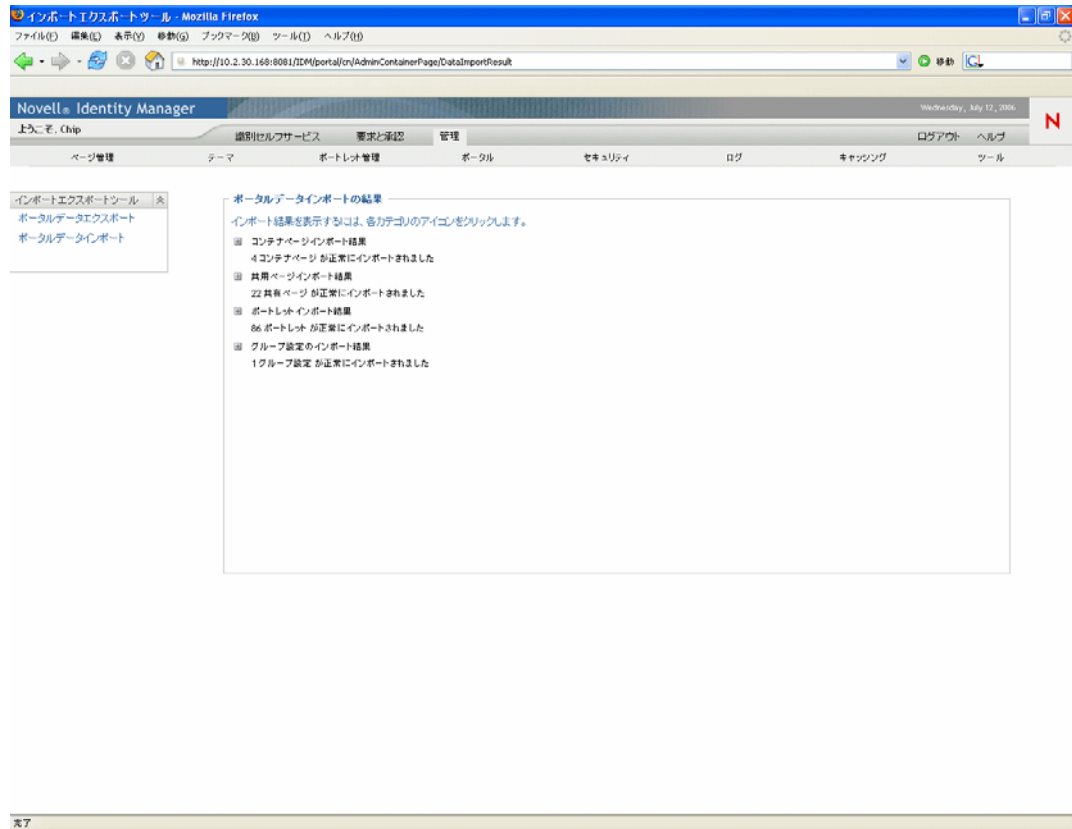 インポートエクスポートツール - Mozilla Firefox
ファイル(F) 編集(E) 表示(V) 移動(G) ブックマーク(B) ツール(T) ヘルプ(H)
http://10.2.30.168:8081/IDM/portal/cn/AdminContainerPage/DataImportResult 移動
Novell® Identity Manager Wednesday, July 12, 2006
N
ようこそ, Chip 識別セルフサービス 要求と承認 管理 ログアウト ヘルプ
ページ管理 テーマ ポートレット管理 ポータル セキュリティ ログ キャッシング ツール
インポートエクスポートツール
ポータルデータエクスポート
ポータルデータインポート
ポータルデータインポートの結果
インポート結果を表示するには、各カテゴリのアイコンをクリックします。
コンテナページインポート結果
4 コンテナページ が正常にインポートされました
共用ページインポート結果
22 共有ページ が正常にインポートされました
ポートレットインポート結果
86 ポートレット が正常にインポートされました
グループ設定のインポート結果
1 グループ設定 が正常にインポートされました
完了